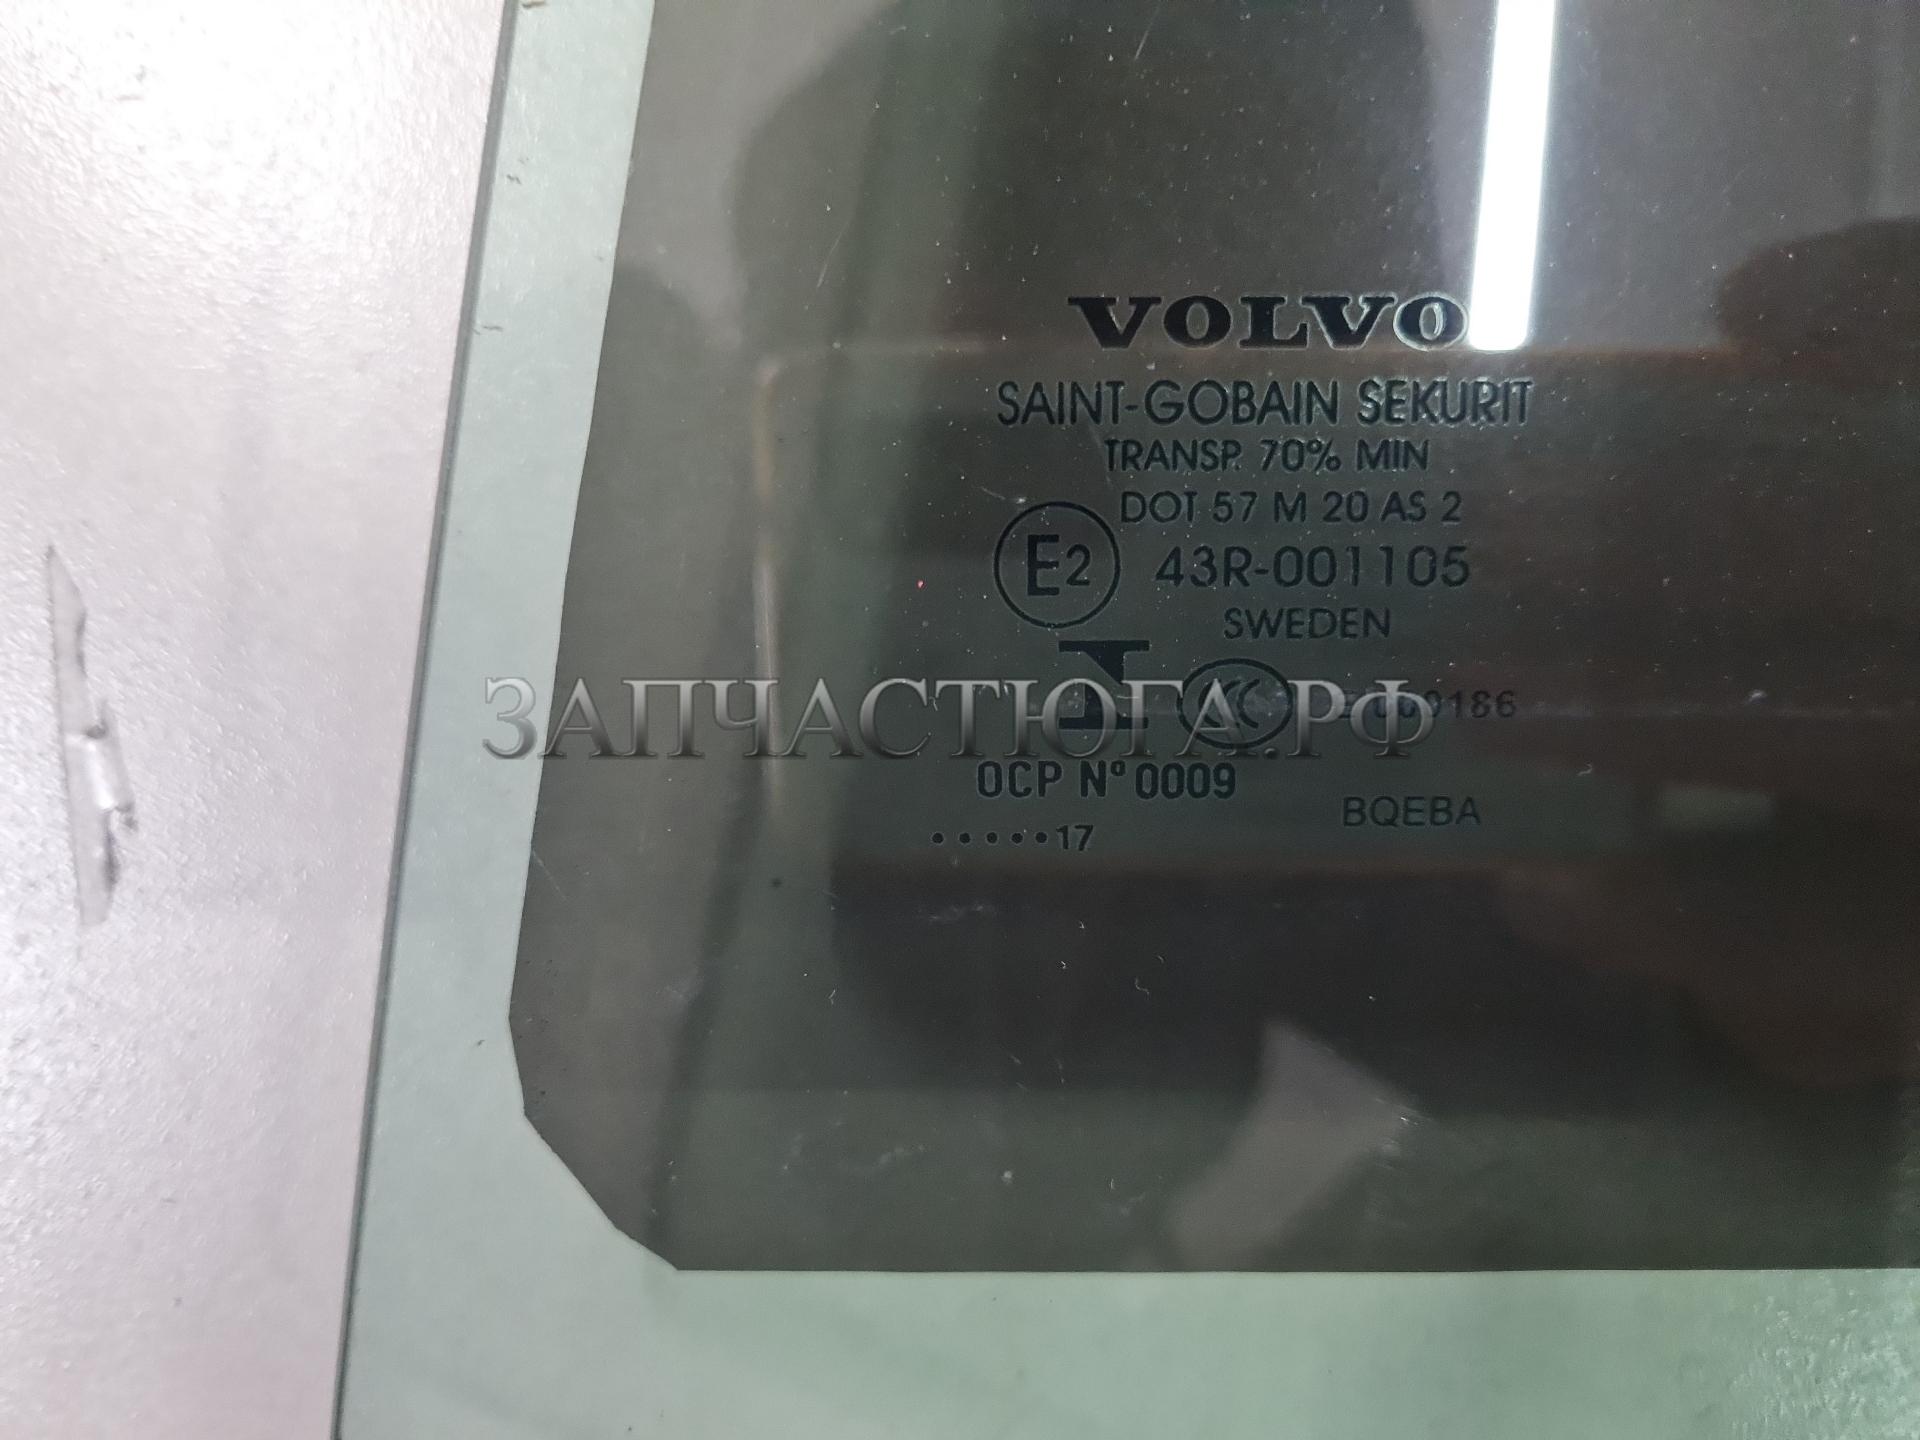 VOLVO
SAINT-GOBAIN SEKURIT
TRANSP. 70% MIN
DOT 57 M 20 AS 2
E2 43R-001105
SWEDEN
ЗАПЧАСТЮГА.РФ
OCP Nº 0009
BQEBA
•••••17